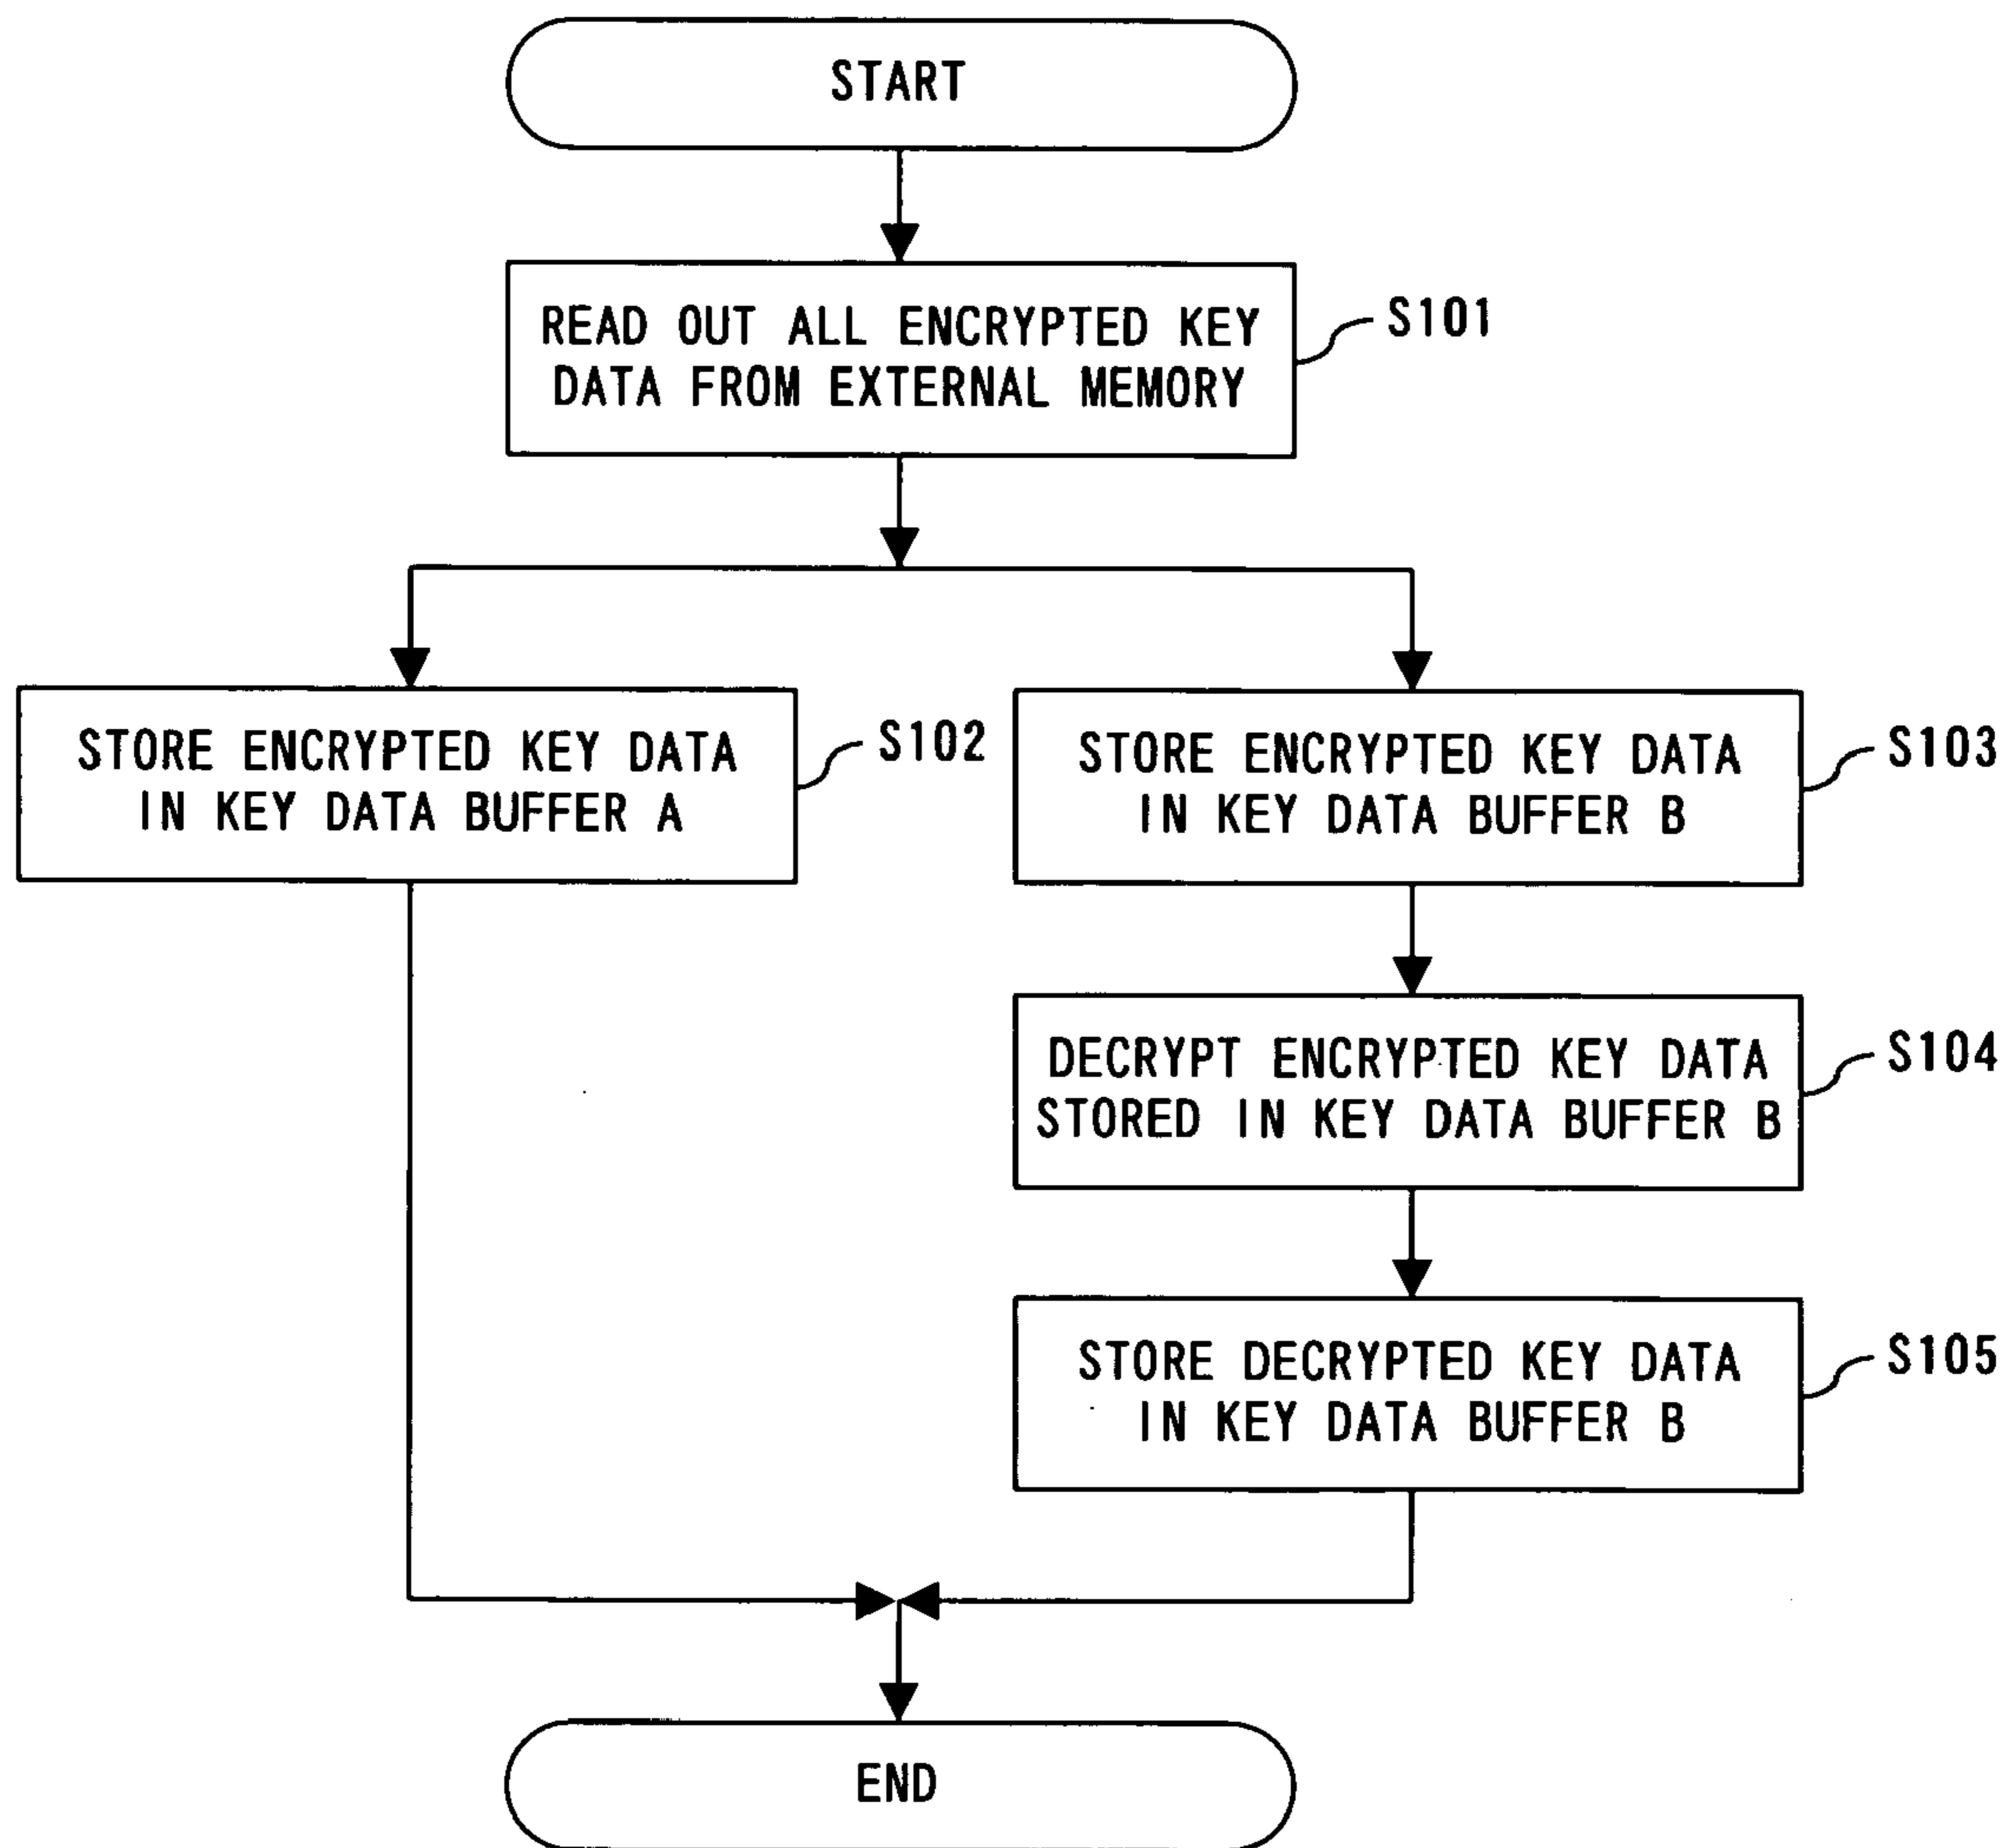 START
READ OUT ALL ENCRYPTED KEY
DATA FROM EXTERNAL MEMORY
S101
STORE ENCRYPTED KEY DATA
IN KEY DATA BUFFER A
S102
STORE ENCRYPTED KEY DATA
IN KEY DATA BUFFER B
S103
DECRYPT ENCRYPTED KEY DATA
STORED IN KEY DATA BUFFER B
S104
STORE DECRYPTED KEY DATA
IN KEY DATA BUFFER B
S105
END